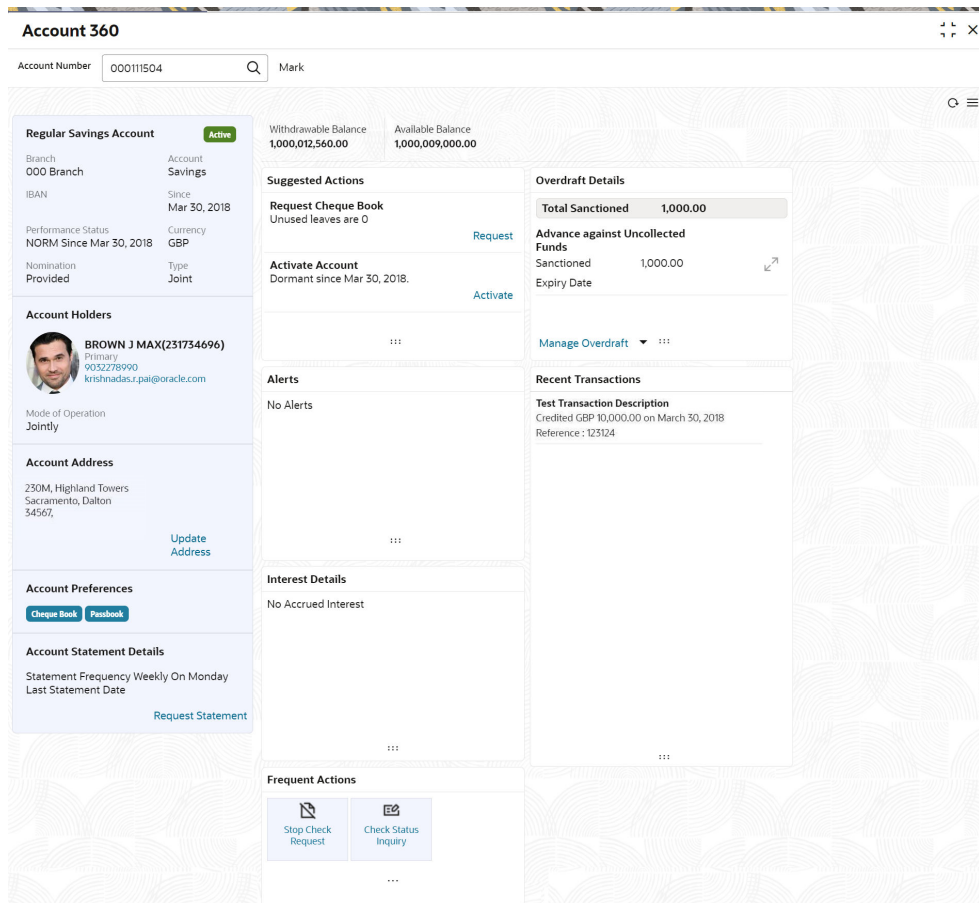 Account 360
Account Number
000111504
Mark
Regular Savings Account
Active
Branch
000 Branch
Account
Savings
IBAN
Since
Mar 30, 2018
Performance Status
NORM Since Mar 30, 2018
Currency
GBP
Nomination
Provided
Type
Joint
Account Holders
BROWN J MAX(231734696)
Primary
9032278990
krishnadas.r.pai@oracle.com
Mode of Operation
Jointly
Account Address
230M, Highland Towers
Sacramento, Dalton
34567,
Update
Address
Account Preferences
Cheque Book
Passbook
Account Statement Details
Statement Frequency Weekly On Monday
Last Statement Date
Request Statement
Withdrawable Balance
1,000,012,560.00
Available Balance
1,000,009,000.00
Suggested Actions
Request Cheque Book
Unused leaves are 0
Request
Activate Account
Dormant since Mar 30, 2018.
Activate
Overdraft Details
Total Sanctioned 1,000.00
Advance against Uncollected
Funds
Sanctioned 1,000.00
Expiry Date
Manage Overdraft
Alerts
No Alerts
Recent Transactions
Test Transaction Description
Credited GBP 10,000.00 on March 30, 2018
Reference : 123124
Interest Details
No Accrued Interest
Frequent Actions
Stop Check
Request
Check Status
Inquiry